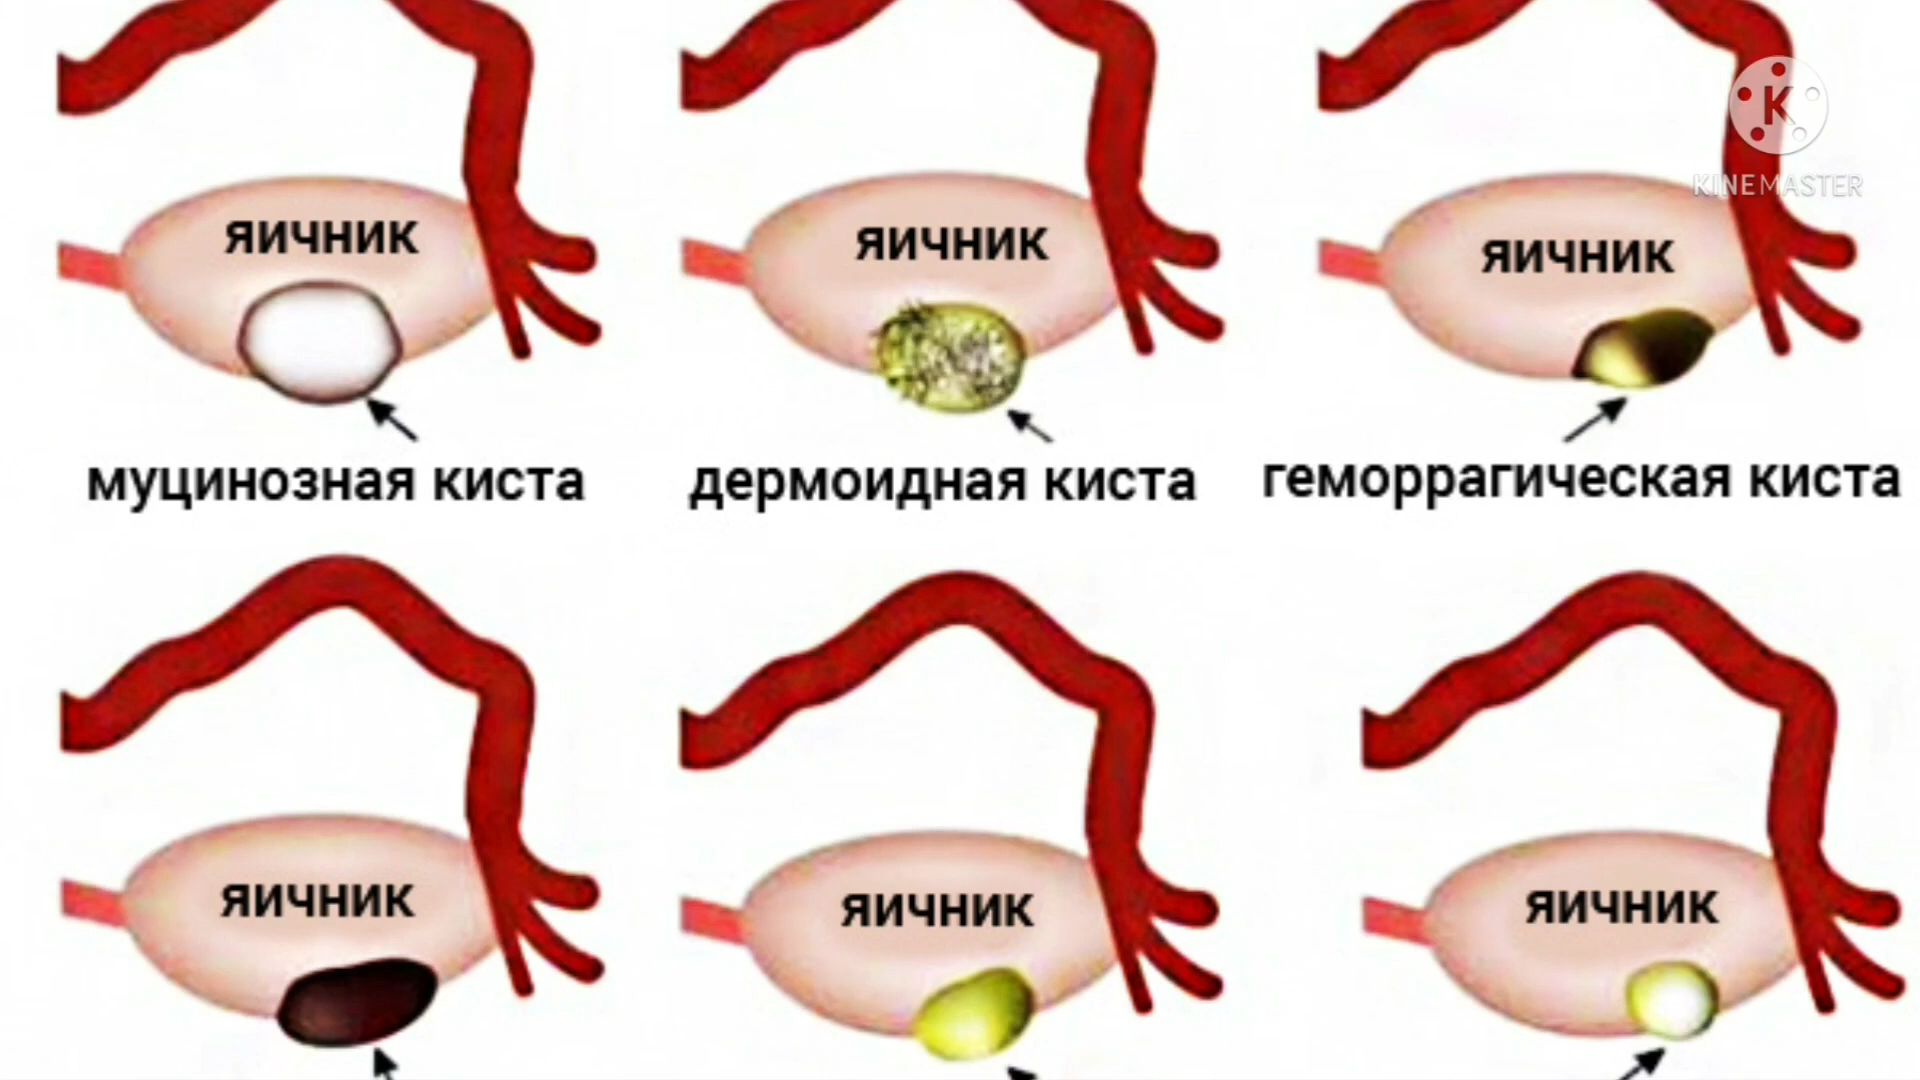 K
KINEMASTER
яичник
яичник
яичник
муцинозная киста
дермоидная киста
геморрагическая киста
яичник
яичник
яичник